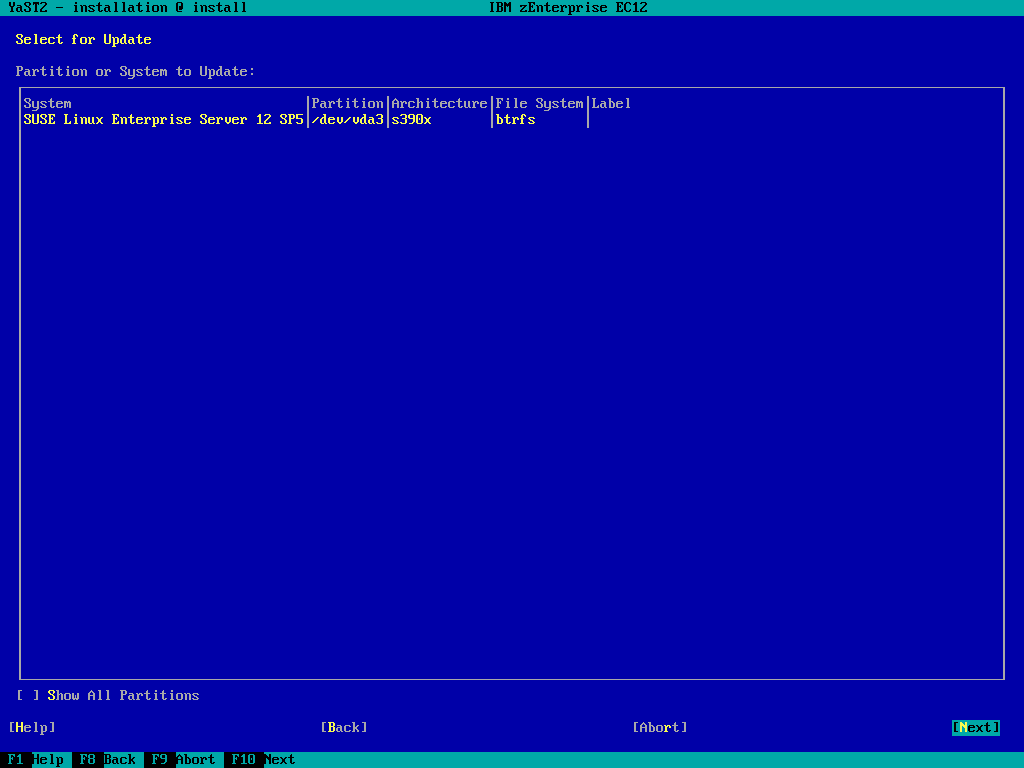 YaST2 - installation @ install IBM zEnterprise EC12
Select for Update
Partition or System to Update:
System |Partition|Architecture|File System|Label
SUSE Linux Enterprise Server 12 SP5|/dev/vda3|s390x |btrfs |
[ ] Show All Partitions
[Help] [Back] [Abort] [Next]
F1 Help F8 Back F9 Abort F10 Next